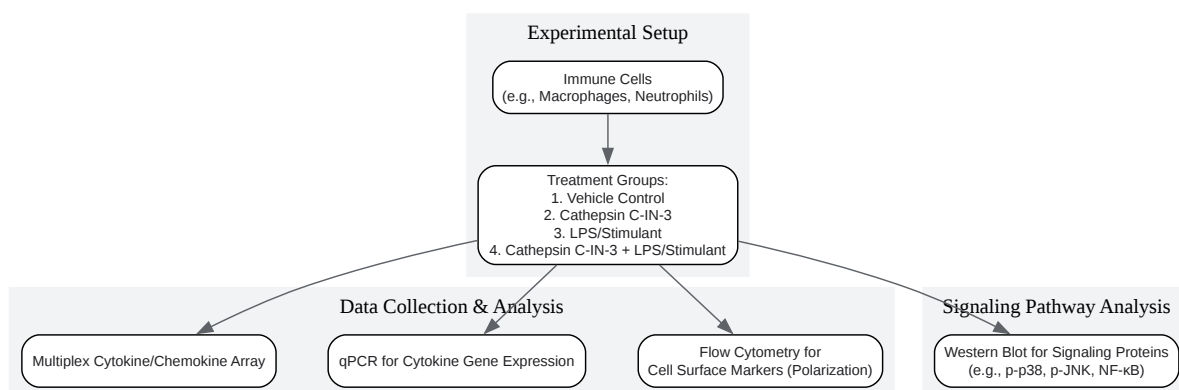 Experimental Setup
Immune Cells
(e.g., Macrophages, Neutrophils)
Treatment Groups:
1. Vehicle Control
2. Cathepsin C-IN-3
3. LPS/Stimulant
4. Cathepsin C-IN-3 + LPS/Stimulant
Data Collection & Analysis
Multiplex Cytokine/Chemokine Array
qPCR for Cytokine Gene Expression
Flow Cytometry for
Cell Surface Markers (Polarization)
Signaling Pathway Analysis
Western Blot for Signaling Proteins
(e.g., p-p38, p-JNK, NF-κB)